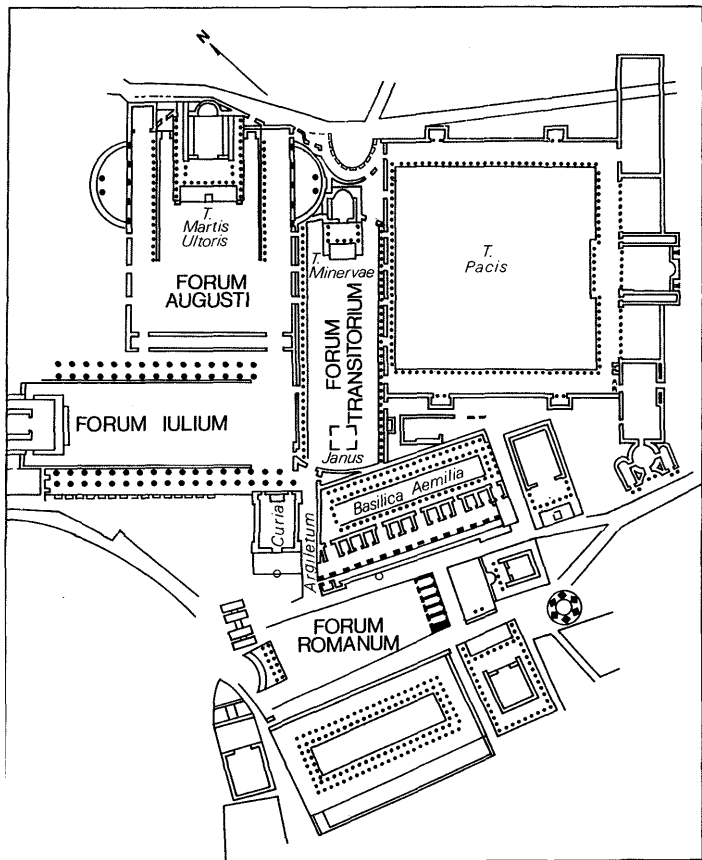 N
T.
Martis
Ultoris
FORUM
AUGUSTI
T.
Minervae
FORUM
TRANSITORIUM
Janus
T.
Pacis
FORUM IULIUM
Curia
Argiletum
Basilica Aemilia
FORUM
ROMANUM